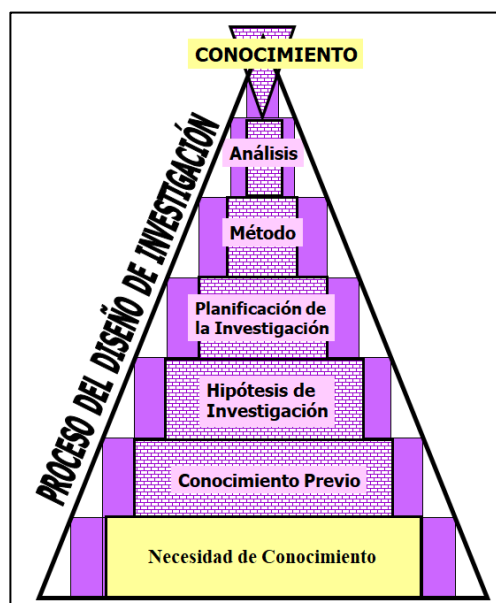 CONOCIMIENTO
PROCESO DEL DISEÑO DE INVESTIGACIÓN
Análisis
Método
Planificación de
la Investigación
Hipótesis de
Investigación
Conocimiento Previo
Necesidad de Conocimiento